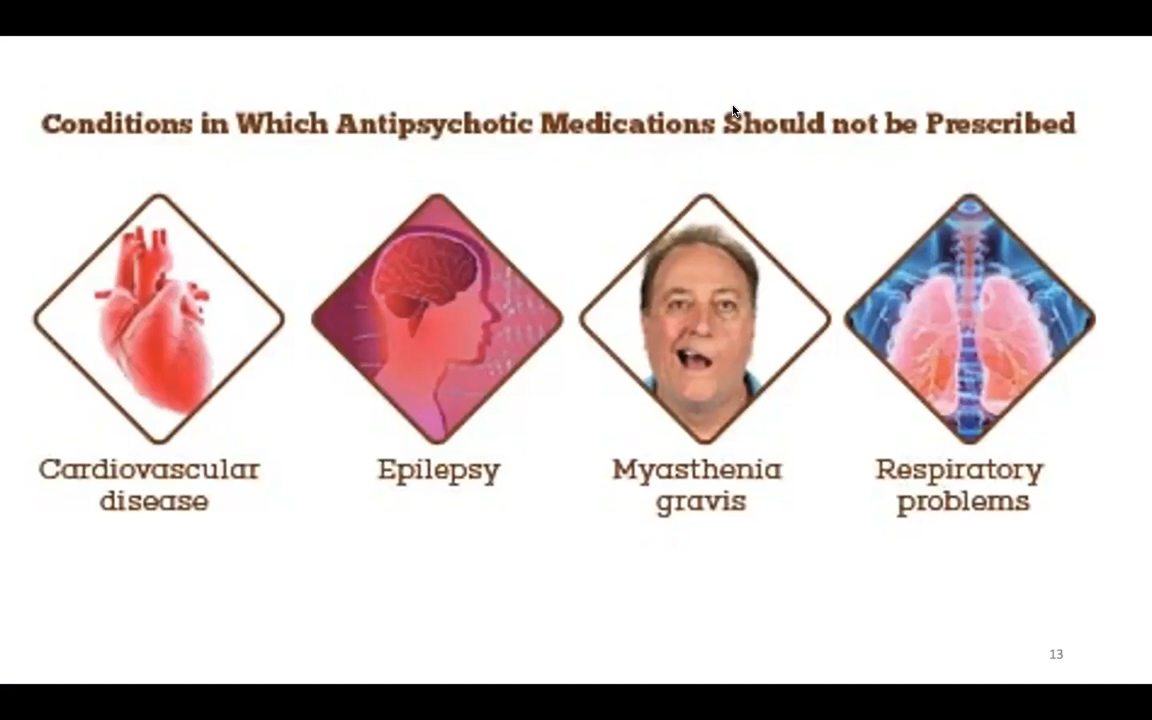 Conditions in Which Antipsychotic Medications Should not be Prescribed
Cardiovascular
disease
Epilepsy
Myasthenia
gravis
Respiratory
problems
13